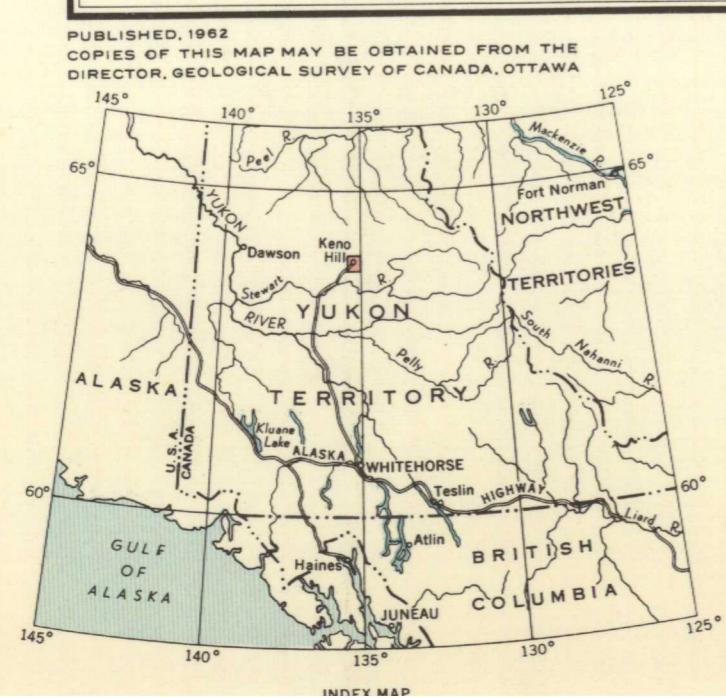 PUBLISHED, 1962
COPIES OF THIS MAP MAY BE OBTAINED FROM THE
DIRECTOR, GEOLOGICAL SURVEY OF CANADA, OTTAWA
145°
140°
135°
130°
125°
Peel R.
Mackenzie R.
65°
65°
Fort Norman
NORTHWEST
YUKON
Dawson
Keno
Hill
TERRITORIES
Stewart R.
YUKON
RIVER
South Nahanni R.
Pelly R.
ALASKA
TERRITORY
U.S.A.
CANADA
Kluane
Lake
ALASKA
WHITEHORSE
60°
Teslin
HIGHWAY
60°
Liard R.
Atlin
GULF
OF
ALASKA
BRITISH
Haines
COLUMBIA
JUNEAU
145°
140°
135°
130°
125°
INDEX MAP